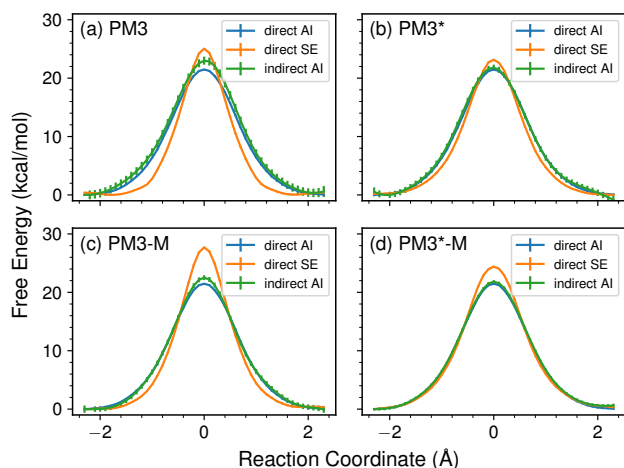 (a) PM3
direct AI
direct SE
indirect AI
(b) PM3*
direct AI
direct SE
indirect AI
30
20
10
0
(c) PM3-M
direct AI
direct SE
indirect AI
(d) PM3*-M
direct AI
direct SE
indirect AI
30
20
10
0
−2 0 2
−2 0 2
Free Energy (kcal/mol)
Reaction Coordinate (Å)